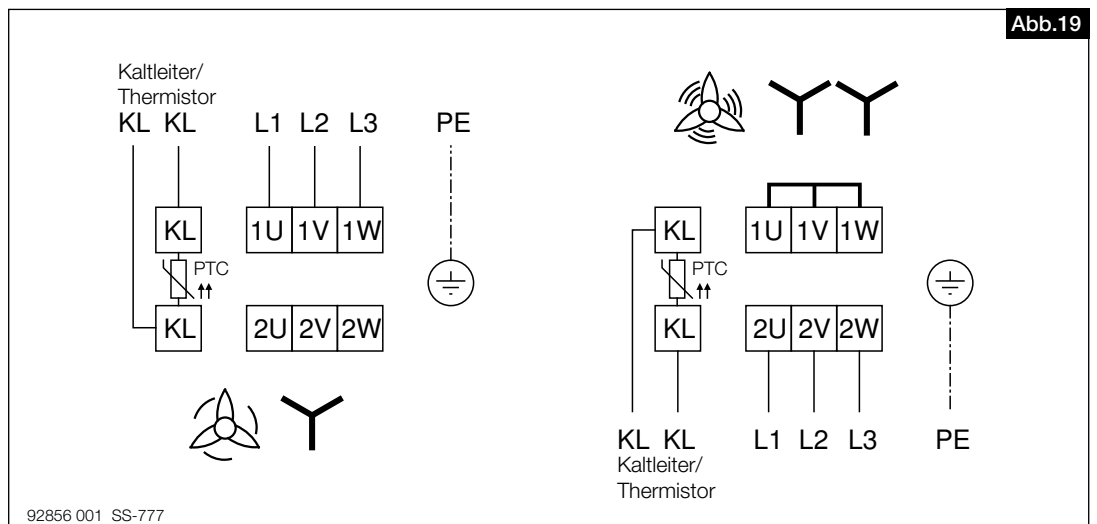 Abb.19
Kaltleiter/
Thermistor
KL KL L1 L2 L3 PE
KL 1U 1V 1W
PTC
KL 2U 2V 2W
KL 1U 1V 1W
PTC
KL 2U 2V 2W
KL KL L1 L2 L3 PE
Kaltleiter/
Thermistor
92856 001 SS-777